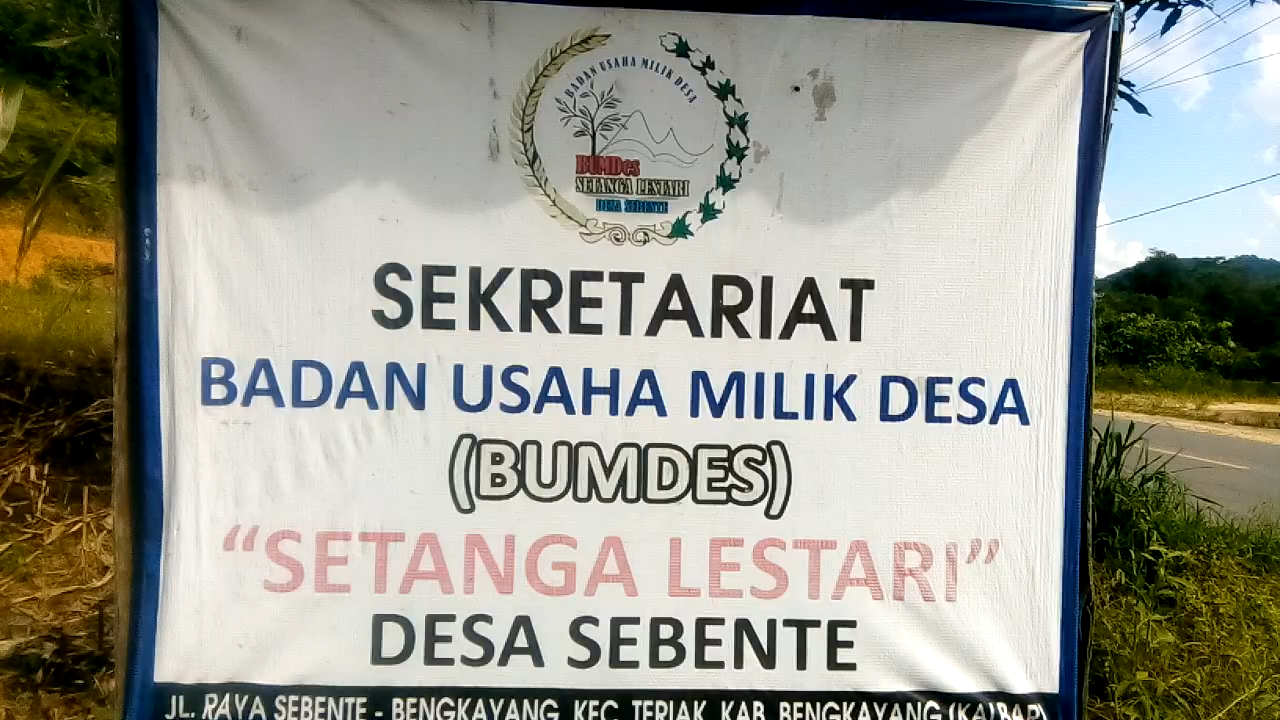 BADAN USAHA MILIK DESA
BUMDes
SETANGA LESTARI
DESA SEBENTE
SEKRETARIAT
BADAN USAHA MILIK DESA
(BUMDES)
“SETANGA LESTARI”
DESA SEBENTE
JL. RAYA SEBENTE - BENGKAYANG KEC. TERIAK KAB. BENGKAYANG (KALBAR)